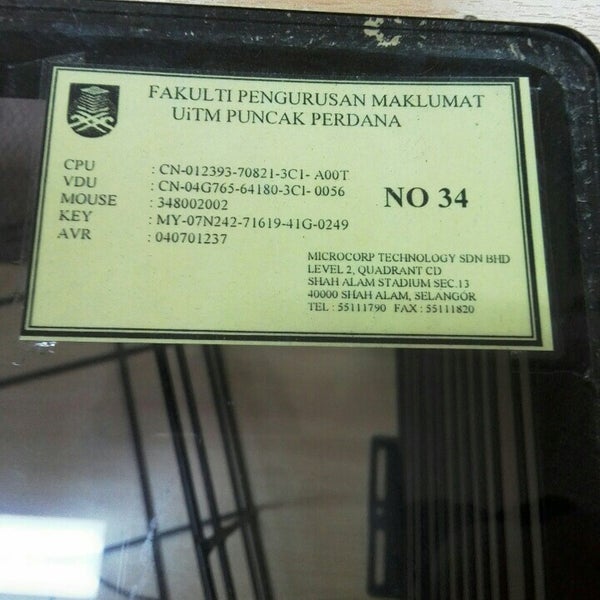 FAKULTI PENGURUSAN MAKLUMAT
UiTM PUNCAK PERDANA
CPU : CN-012393-70821-3C1- A00T
VDU : CN-04G765-64180-3CI- 0056
MOUSE : 348002002
KEY : MY-07N242-71619-41G-0249
AVR : 040701237
NO 34
MICROCORP TECHNOLOGY SDN BHD
LEVEL 2, QUADRANT CD
SHAH ALAM STADIUM SEC.13
40000 SHAH ALAM, SELANGOR
TEL : 55111790 FAX : 55111820